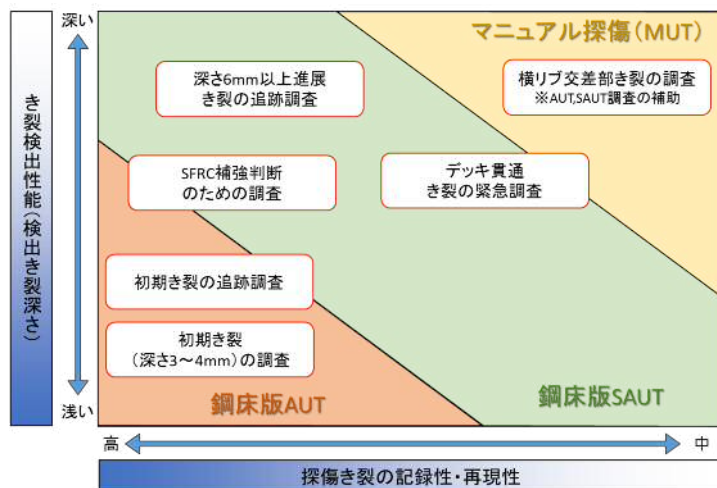 深い
マニュアル探傷(MUT)
深さ6mm以上進展
き裂の追跡調査
横リブ交差部き裂の調査
※AUT,SAUT調査の補助
き裂検出性能(検出き裂深さ)
SFRC補強判断
のための調査
デッキ貫通
き裂の緊急調査
初期き裂の追跡調査
初期き裂
(深さ3~4mm)の調査
鋼床版AUT
鋼床版SAUT
浅い
高
中
探傷き裂の記録性・再現性